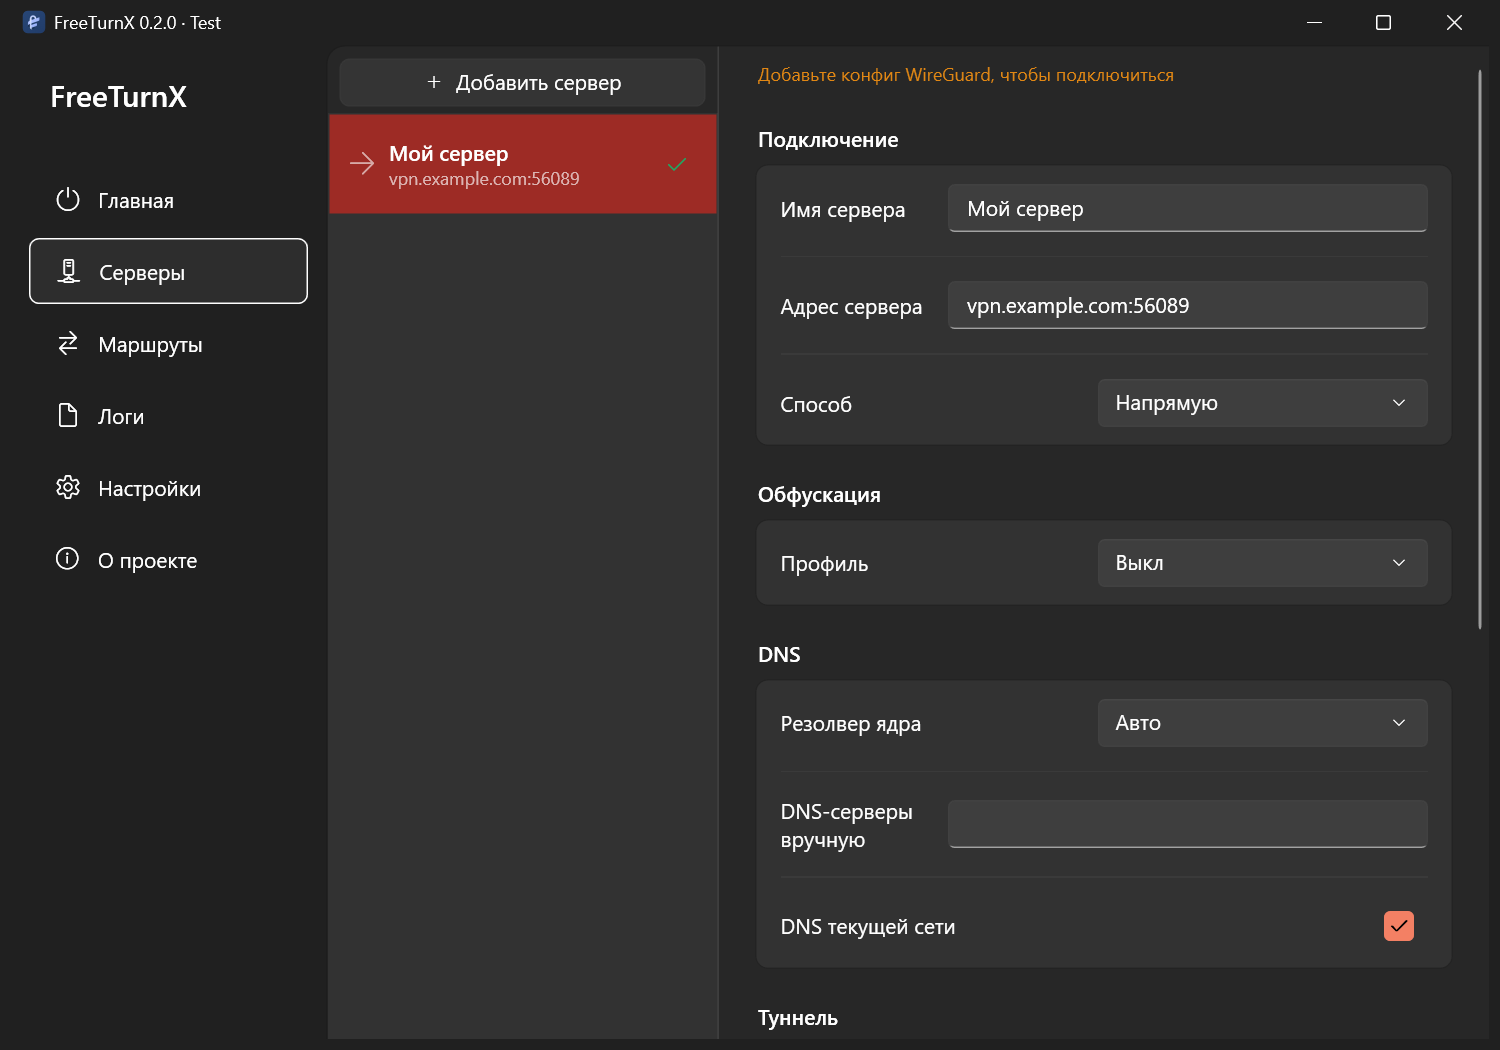 FreeTurnX 0.2.0 · Test
FreeTurnX
Главная
Серверы
Маршруты
Логи
Настройки
О проекте
+ Добавить сервер
Мой сервер
vpn.example.com:56089
Добавьте конфиг WireGuard, чтобы подключиться
Подключение
Имя сервера
Мой сервер
Адрес сервера
vpn.example.com:56089
Способ
Напрямую
Обфускация
Профиль
Выкл
DNS
Резолвер ядра
Авто
DNS-серверы
вручную
DNS текущей сети
Туннель